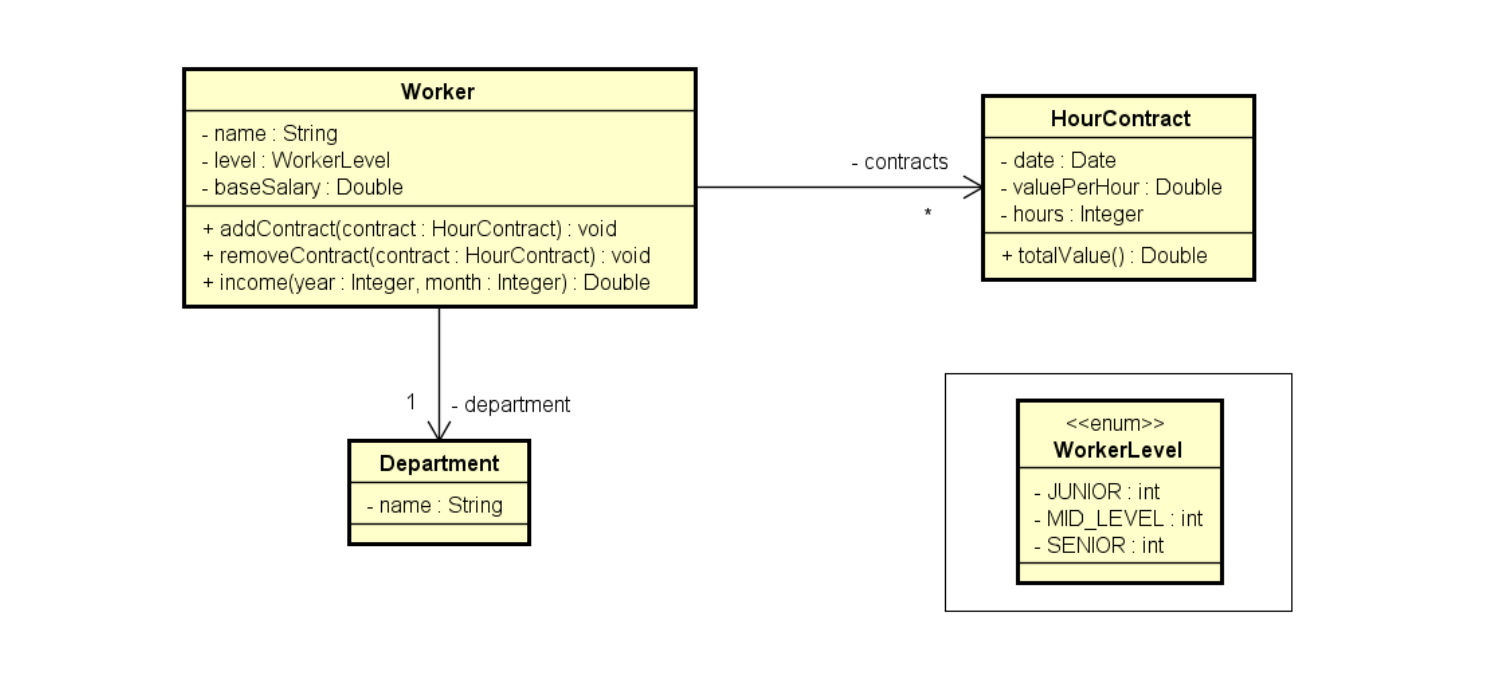 Worker
- name : String
- level : WorkerLevel
- baseSalary : Double
+ addContract(contract : HourContract) : void
+ removeContract(contract : HourContract) : void
+ income(year : Integer, month : Integer) : Double
- contracts
*
HourContract
- date : Date
- valuePerHour : Double
- hours : Integer
+ totalValue() : Double
1
- department
Department
- name : String
<<enum>>
WorkerLevel
- JUNIOR : int
- MID_LEVEL : int
- SENIOR : int